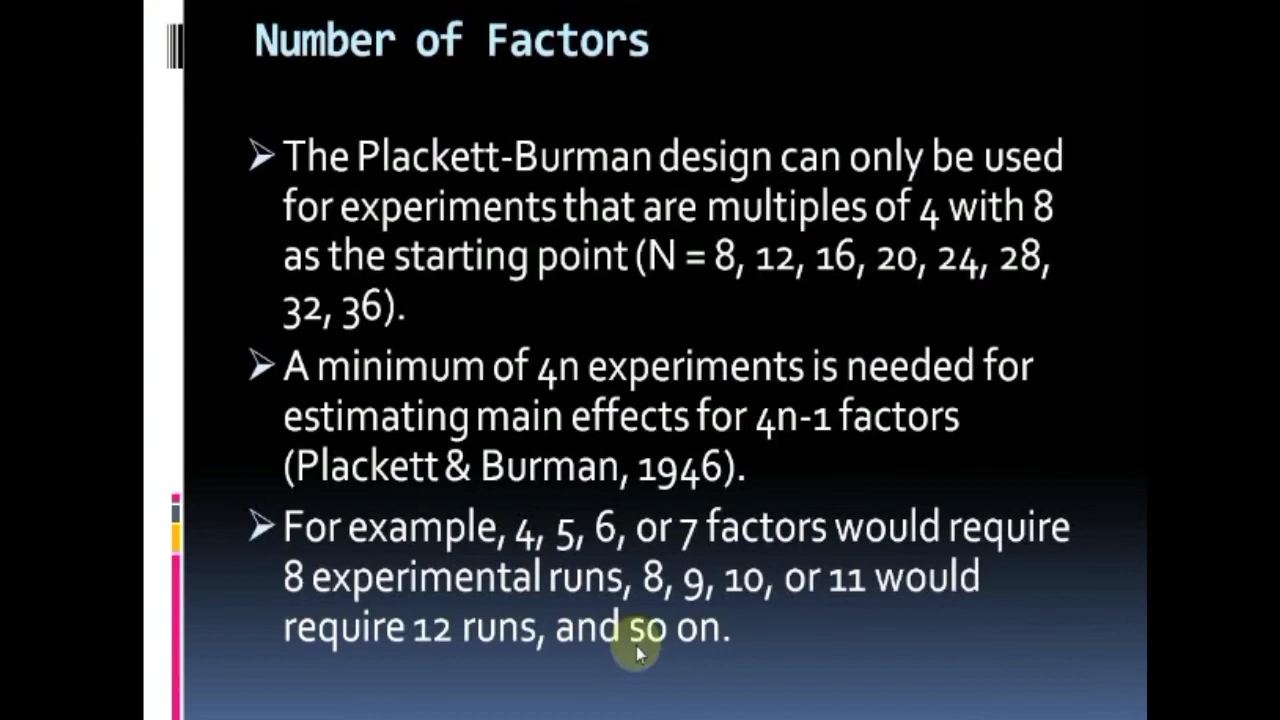 Number of Factors
The Plackett-Burman design can only be used
for experiments that are multiples of 4 with 8
as the starting point (N = 8, 12, 16, 20, 24, 28,
32, 36).
A minimum of 4n experiments is needed for
estimating main effects for 4n-1 factors
(Plackett & Burman, 1946).
For example, 4, 5, 6, or 7 factors would require
8 experimental runs, 8, 9, 10, or 11 would
require 12 runs, and so on.